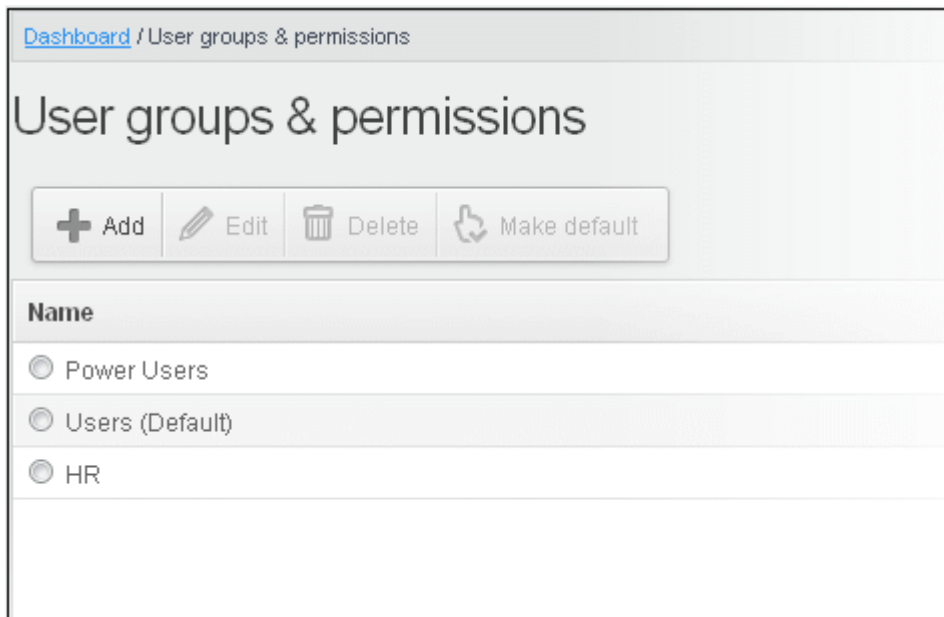 Dashboard / User groups & permissions
User groups & permissions
Add Edit Delete Make default
Name
Power Users
Users (Default)
HR